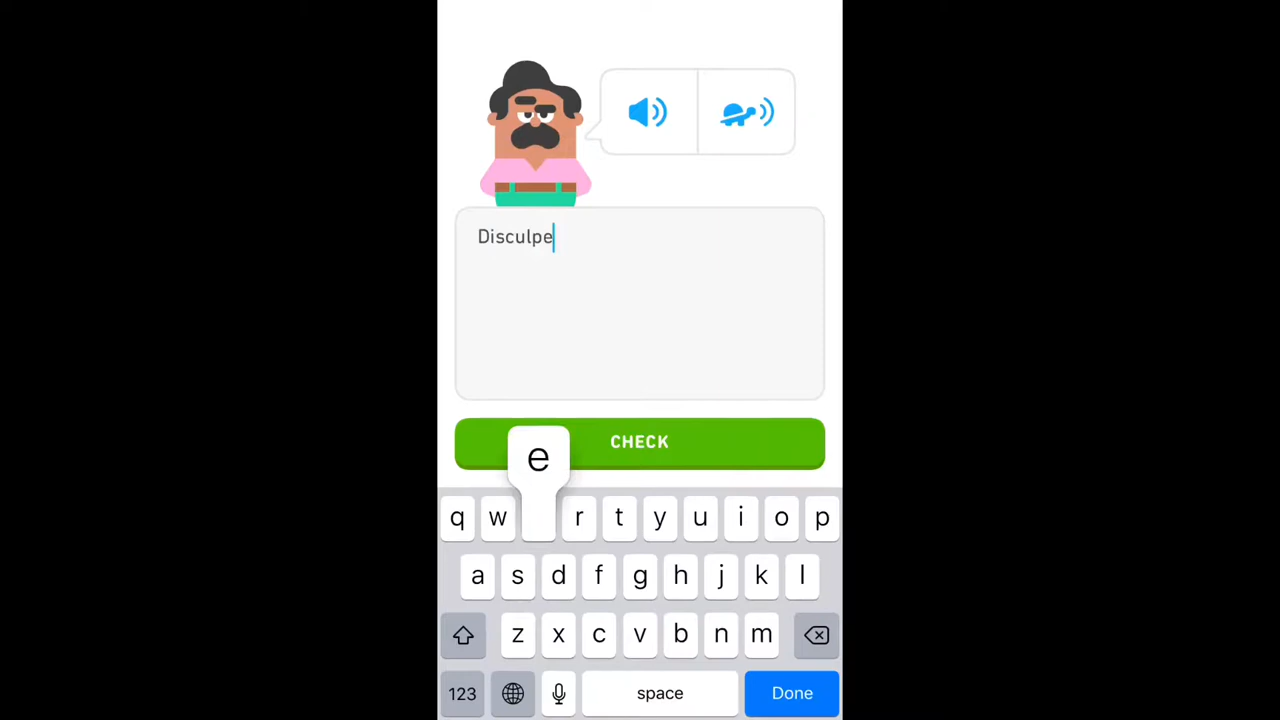 Disculpe
CHECK
e
q w r t y u i o p
a s d f g h j k l
z x c v b n m
123 space Done